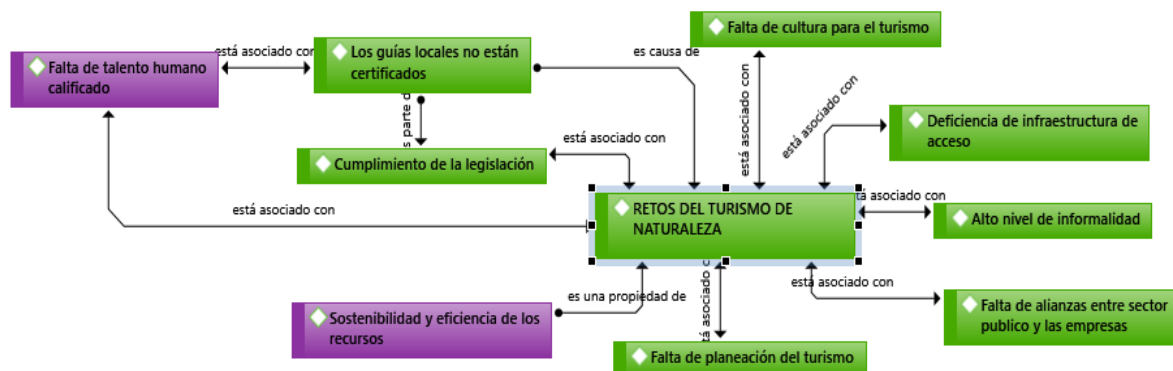 Falta de cultura para el turismo
está asociado con
Los guías locales no están
certificados
es causa de
Falta de talento humano
calificado
está asociado con
está asociado con
Deficiencia de infraestructura de
acceso
parte
está asociado con
Cumplimiento de la legislación
RETOS DEL TURISMO DE
NATURALEZA
está asociado con
asociado con
Alto nivel de informalidad
es una propiedad de
asociado
está asociado con
Falta de alianzas entre sector
publico y las empresas
Sostenibilidad y eficiencia de los
recursos
Falta de planeación del turismo